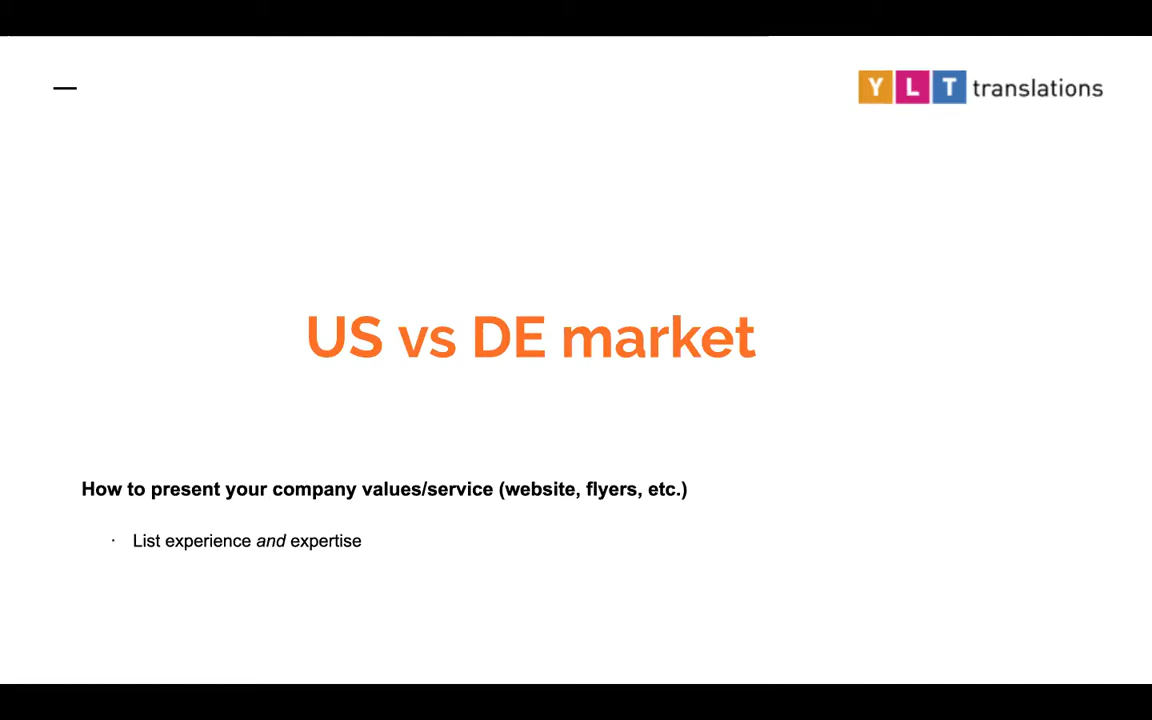 YLT translations
US vs DE market
How to present your company values/service (website, flyers, etc.)
· List experience and expertise